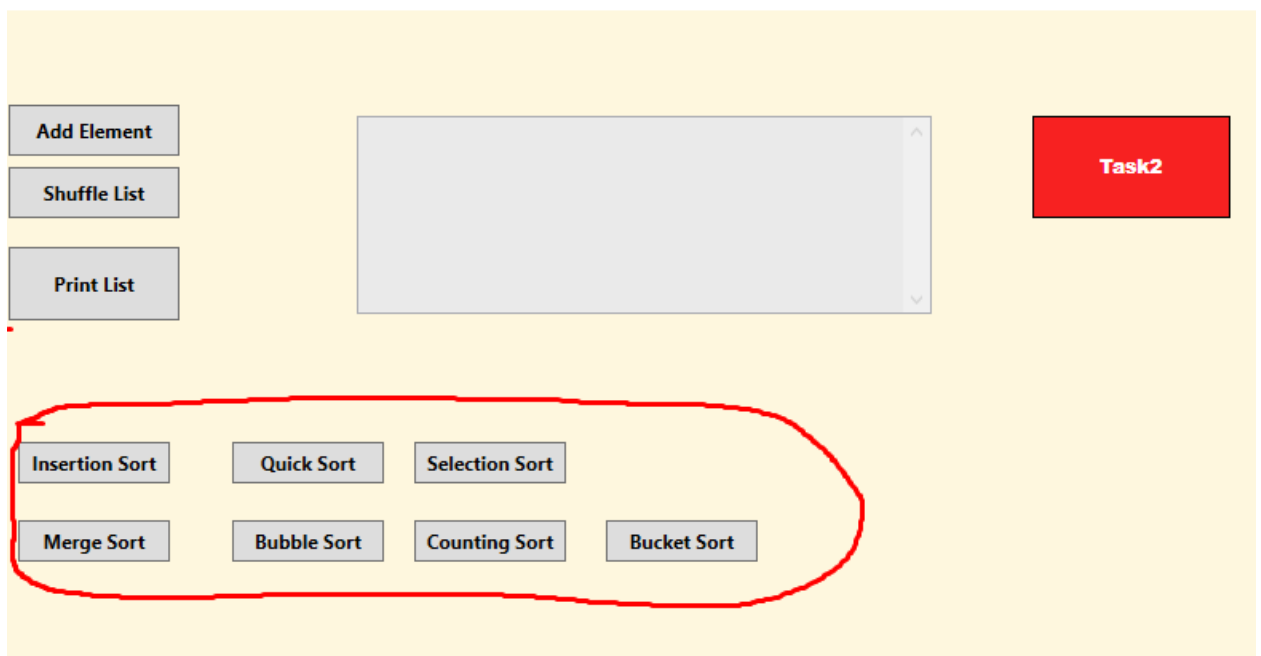 Add Element
Task2
Shuffle List
Print List
Insertion Sort Quick Sort Selection Sort
Merge Sort Bubble Sort Counting Sort Bucket Sort